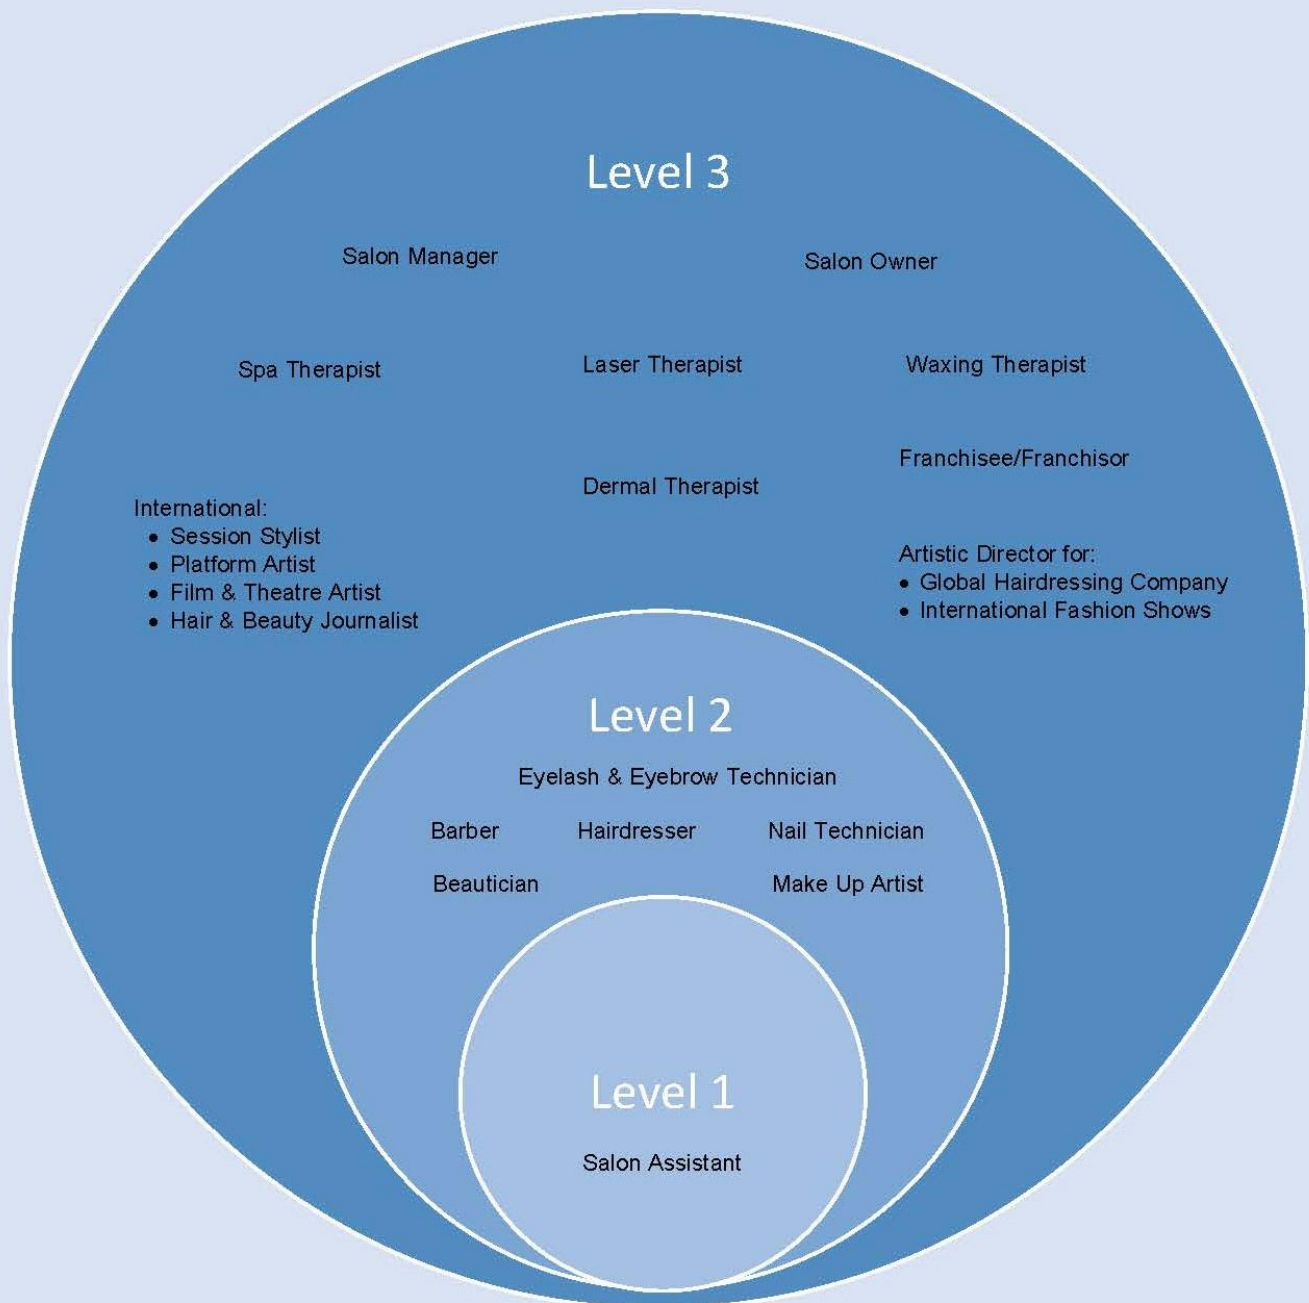 Level 3
Salon Manager
Salon Owner
Spa Therapist
Laser Therapist
Waxing Therapist
Franchisee/Franchisor
Dermal Therapist
International:
• Session Stylist
• Platform Artist
• Film & Theatre Artist
• Hair & Beauty Journalist
Artistic Director for:
• Global Hairdressing Company
• International Fashion Shows
Level 2
Eyelash & Eyebrow Technician
Barber
Hairdresser
Nail Technician
Beautician
Make Up Artist
Level 1
Salon Assistant